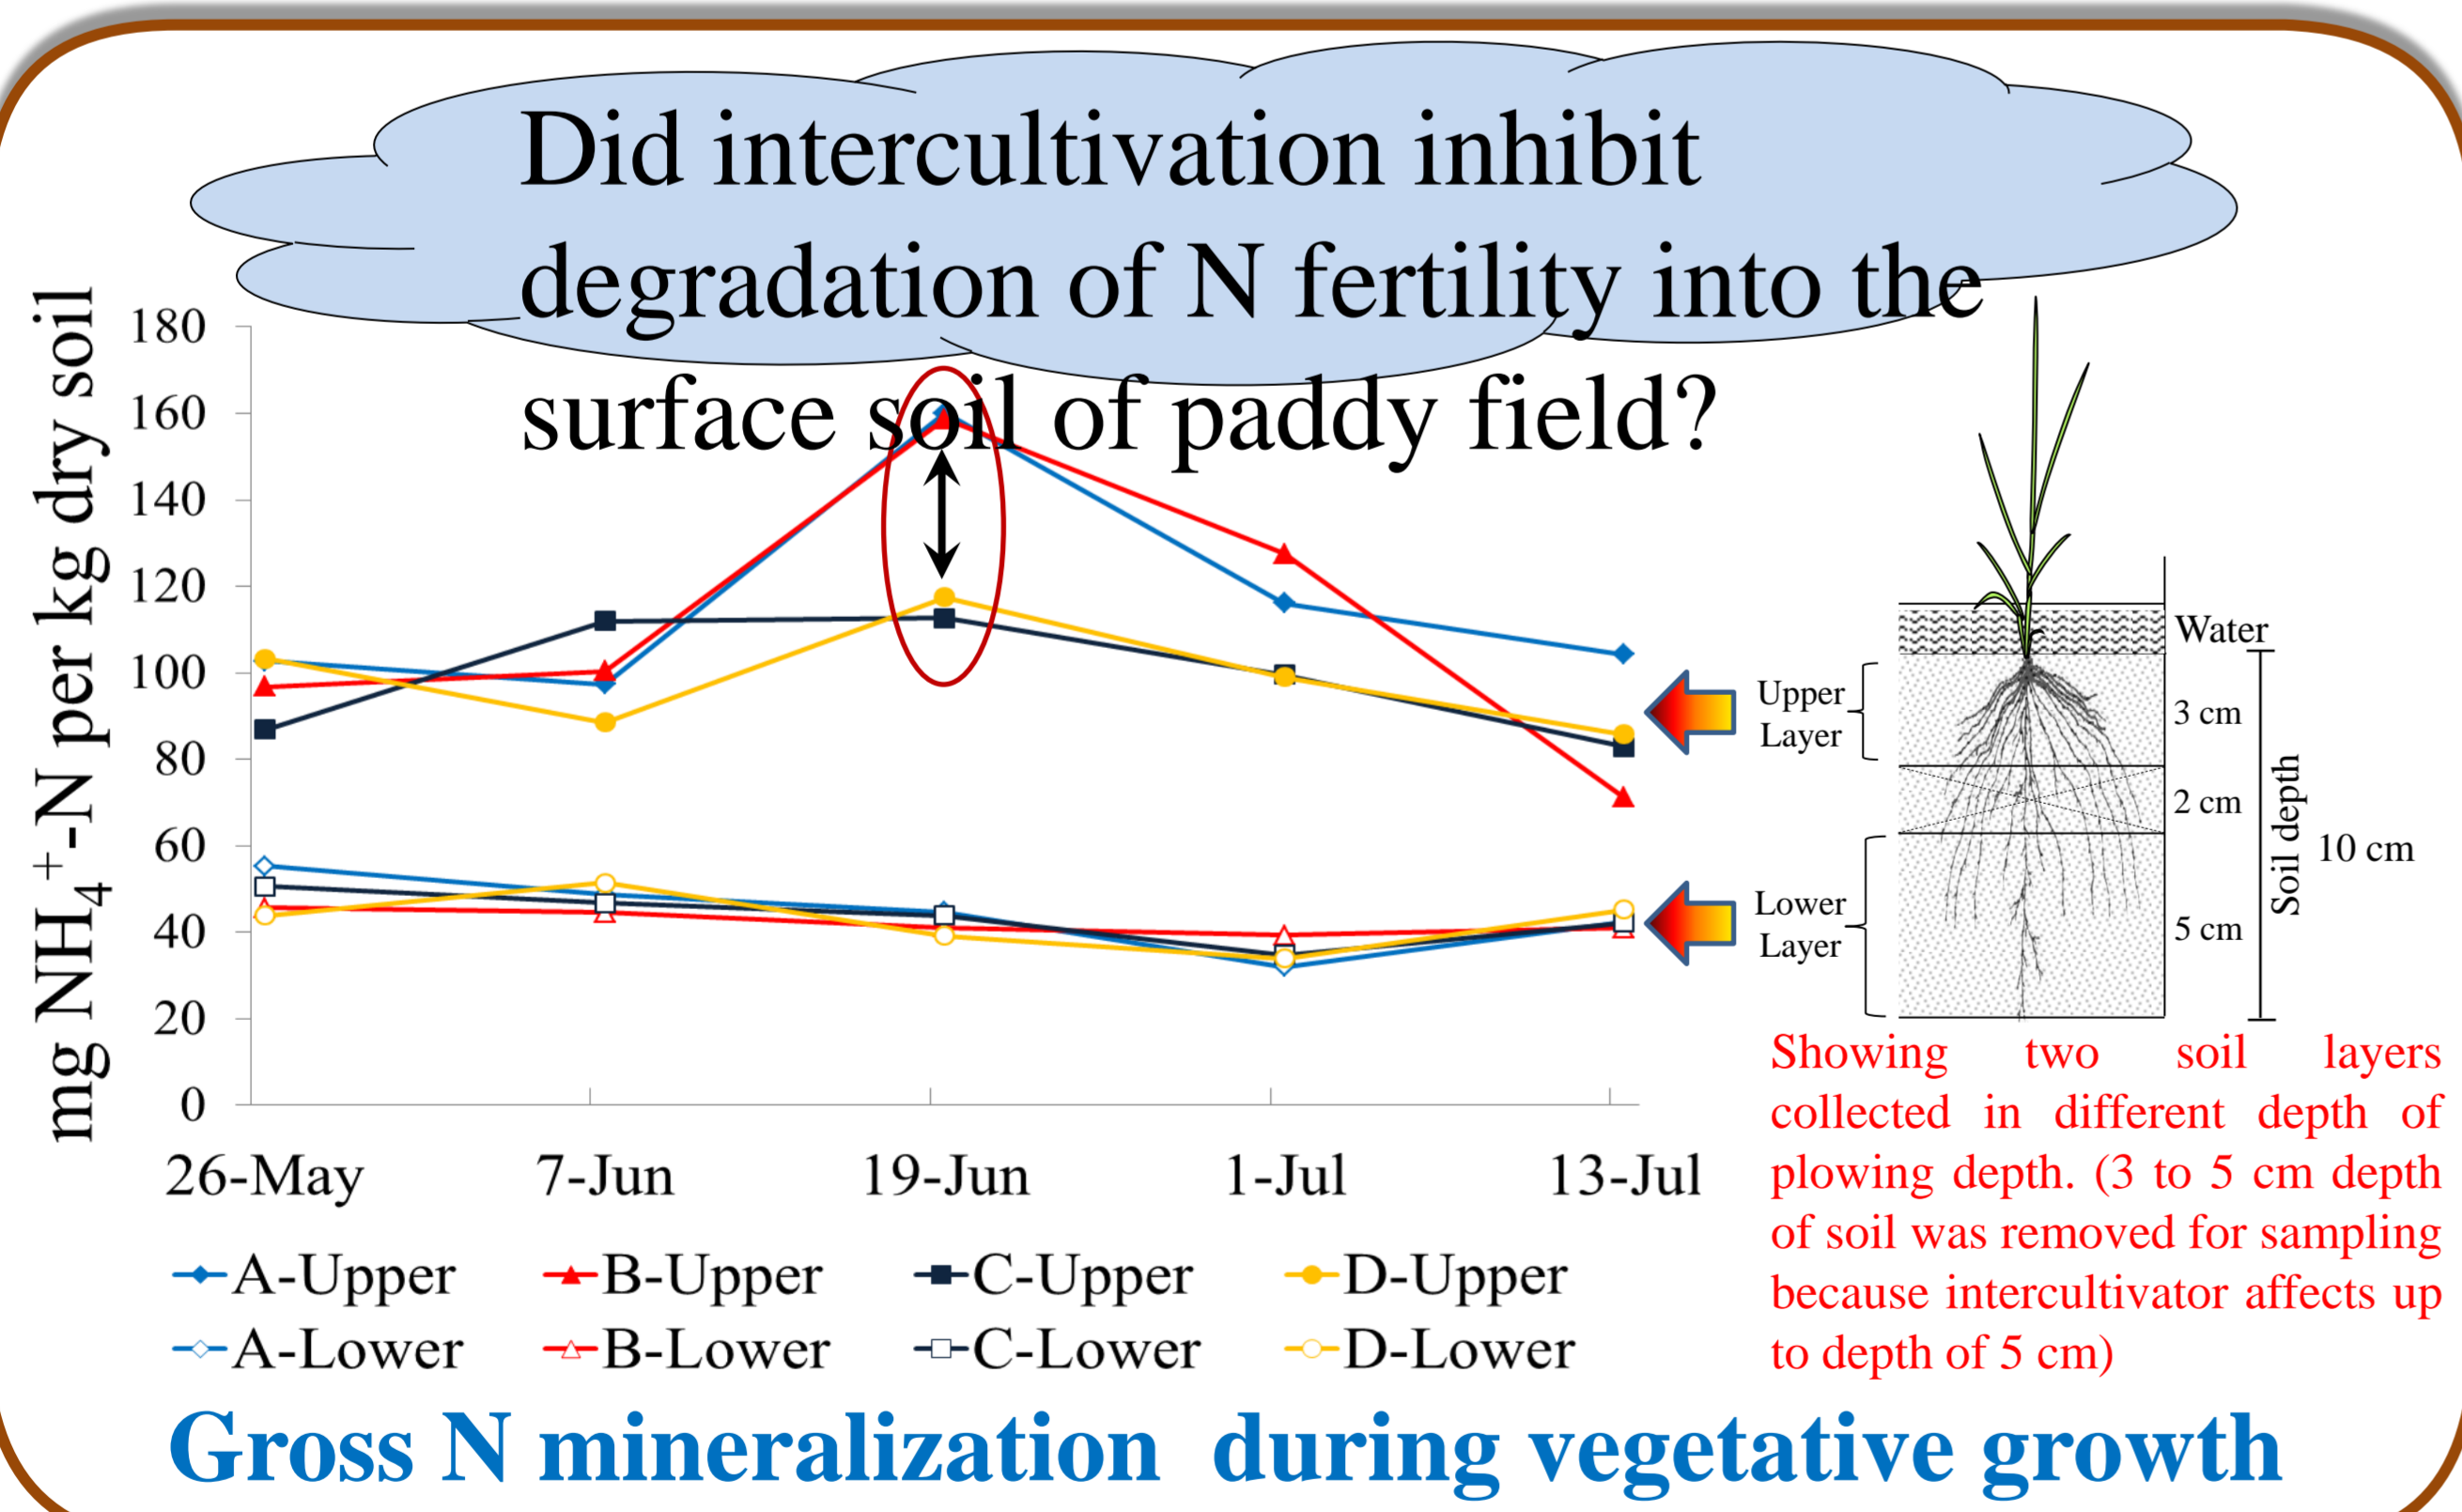 Did intercultivation inhibit
degradation of N fertility into the
surface soil of paddy field?
mg NH₄⁺-N per kg dry soil
180
160
140
120
100
80
60
40
20
0
26-May 7-Jun 19-Jun 1-Jul 13-Jul
A-Upper B-Upper C-Upper D-Upper
A-Lower B-Lower C-Lower D-Lower
Water
Upper
Layer
3 cm
2 cm
Lower
Layer
5 cm
Soil depth
10 cm
Showing two soil layers
collected in different depth of
plowing depth. (3 to 5 cm depth
of soil was removed for sampling
because intercultivator affects up
to depth of 5 cm)
Gross N mineralization during vegetative growth